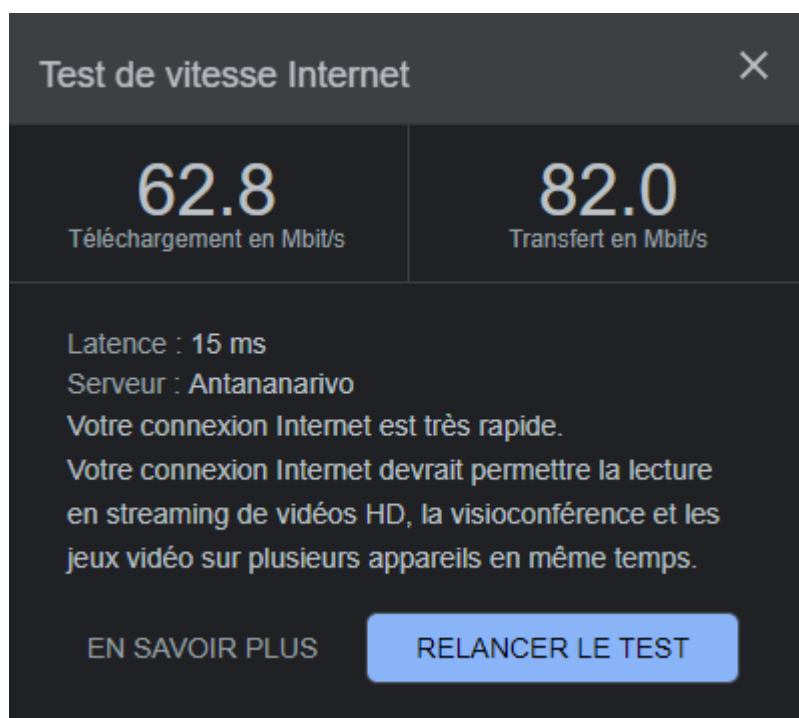 Test de vitesse Internet
62.8
Téléchargement en Mbit/s
82.0
Transfert en Mbit/s
Latence : 15 ms
Serveur : Antananarivo
Votre connexion Internet est très rapide.
Votre connexion Internet devrait permettre la lecture
en streaming de vidéos HD, la visioconférence et les
jeux vidéo sur plusieurs appareils en même temps.
EN SAVOIR PLUS
RELANCER LE TEST